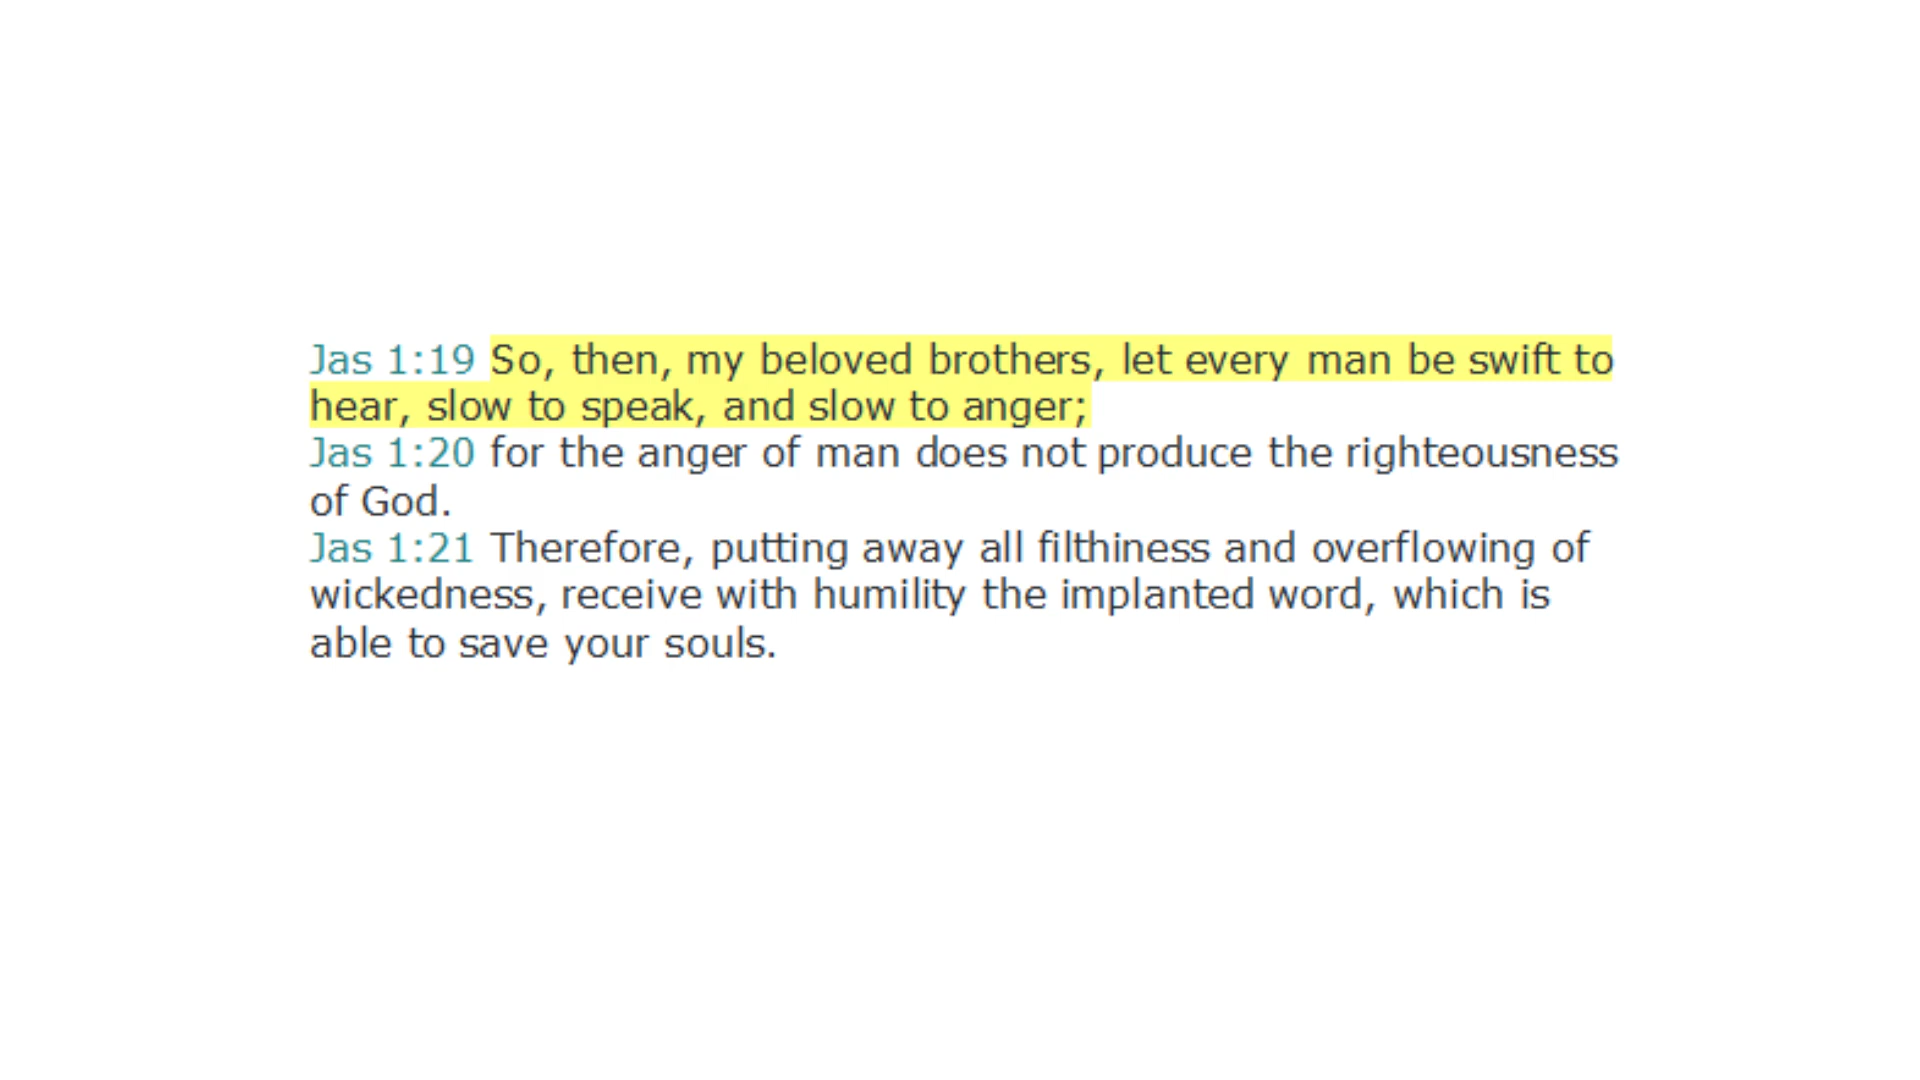 Jas 1:19 So, then, my beloved brothers, let every man be swift to
hear, slow to speak, and slow to anger;
Jas 1:20 for the anger of man does not produce the righteousness
of God.
Jas 1:21 Therefore, putting away all filthiness and overflowing of
wickedness, receive with humility the implanted word, which is
able to save your souls.